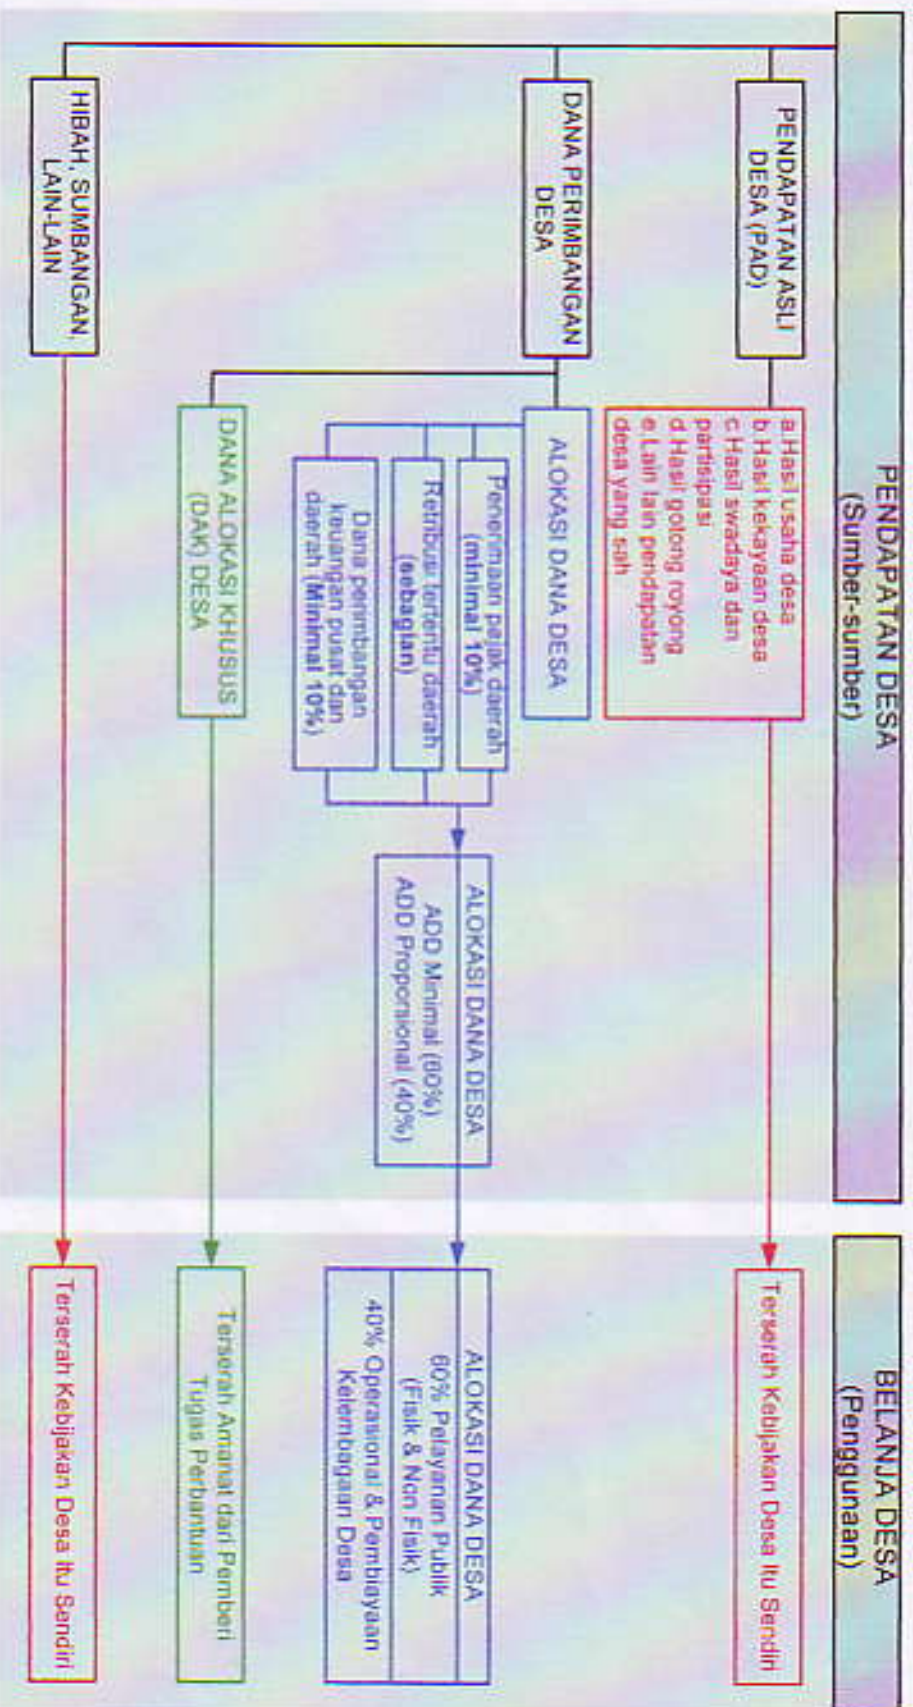 PENDAPATAN DESA
(Sumber-sumber)
BELANJA DESA
(Penggunaan)
PENDAPATAN ASLI
DESA (PAD)
a.Hasil usaha desa
b.Hasil kekayaan desa
c.Hasil swadaya dan
partisipasi
d.Hasil gotong royong
e.Lain lain pendapatan
desa yang sah
Terserah Kebijakan Desa Itu Sendiri
DANA PERIMBANGAN
DESA
ALOKASI DANA DESA
Penerimaan pajak daerah
(minimal 10%)
Retribusi tertentu daerah
(sebagian)
Dana perimbangan
keuangan pusat dan
daerah (Minimal 10%)
ALOKASI DANA DESA
ADD Minimal (60%)
ADD Proporsional (40%)
ALOKASI DANA DESA
60% Pelayanan Publik
(Fisik & Non Fisik)
40% Operasional & Pembiayaan
Kelembagaan Desa
DANA ALOKASI KHUSUS
(DAK) DESA
Terserah Amanat dari Pemberi
Tugas Perbantuan
HIBAH, SUMBANGAN,
LAIN-LAIN
Terserah Kebijakan Desa Itu Sendiri